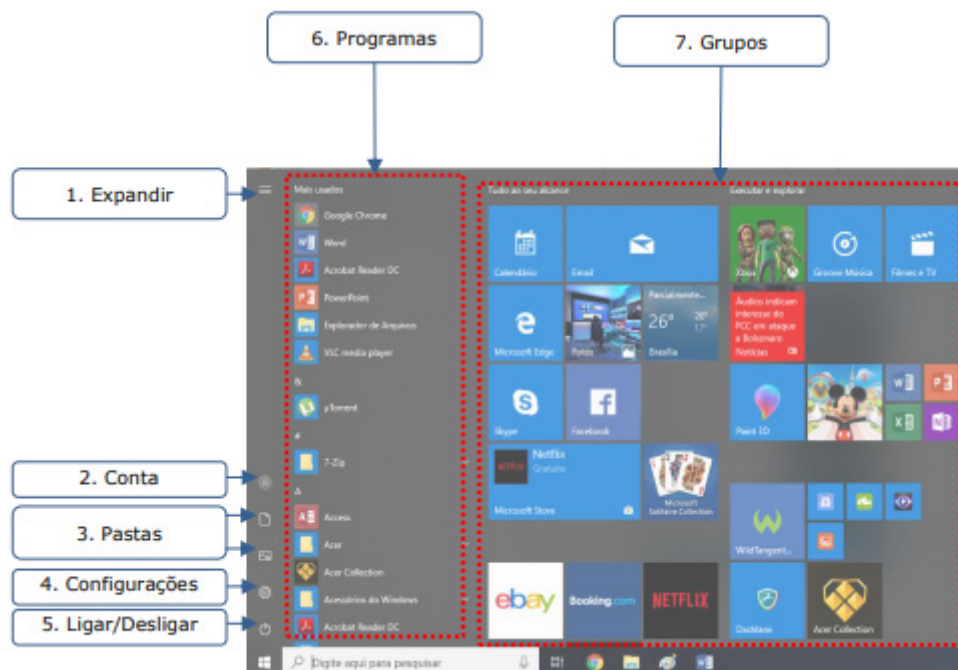 6. Programas
7. Grupos
1. Expandir
2. Conta
3. Pastas
4. Configurações
5. Ligar/Desligar
Mais usados
Google Chrome
Word
Acrobat Reader DC
PowerPoint
Explorador de Arquivos
VLC media player
&
µTorrent
#
7-Zip
A
Access
Acer
Acer Collection
Acessórios do Windows
Acrobat Reader DC
Digite aqui para pesquisar
Tudo ao seu alcance
Calendário
Email
Microsoft Edge
Fotos
Parcialmente...
26° 26°
17°
Brasília
Skype
Facebook
NETFLIX
Netflix
Gratuito
Microsoft Store
Microsoft
Solitaire Collection
ebay
Booking.com
NETFLIX
Executar e explorar
Xbox
Groove Música
Filmes e TV
Áudios indicam
interesse do
PCC em ataque
a Bolsonaro
Notícias
Paint 3D
WildTangent...
Dashlane
Acer Collection